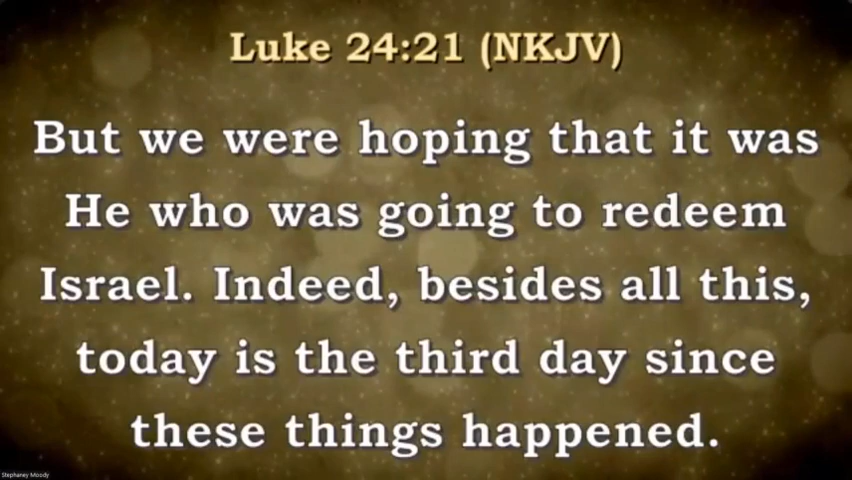 Luke 24:21 (NKJV)
But we were hoping that it was
He who was going to redeem
Israel. Indeed, besides all this,
today is the third day since
these things happened.
Stephaney Moody